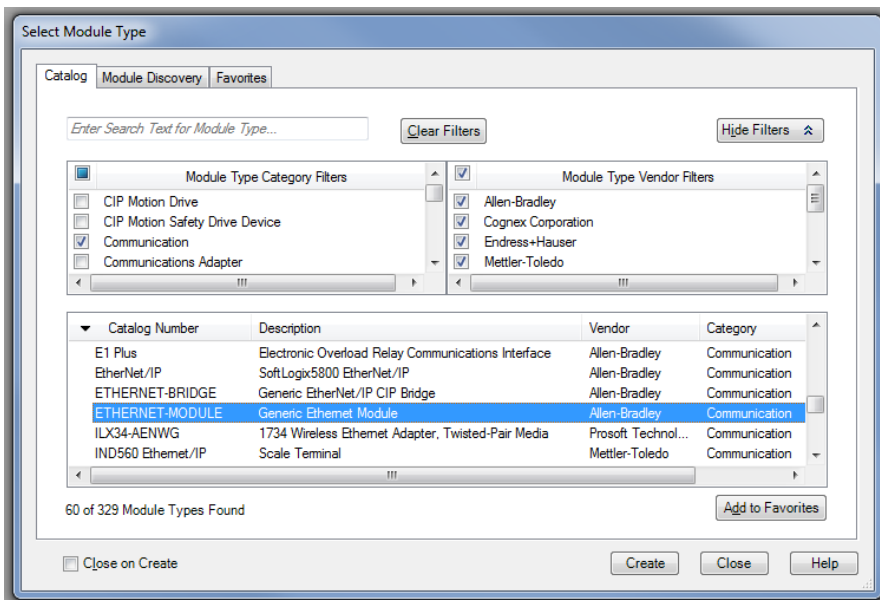 Select Module Type
Catalog Module Discovery Favorites
Enter Search Text for Module Type... Clear Filters Hide Filters
Module Type Category Filters Module Type Vendor Filters
CIP Motion Drive Allen-Bradley
CIP Motion Safety Drive Device Cognex Corporation
Communication Endress+Hauser
Communications Adapter Mettler-Toledo
Catalog Number Description Vendor Category
E1 Plus Electronic Overload Relay Communications Interface Allen-Bradley Communication
EtherNet/IP SoftLogix5800 EtherNet/IP Allen-Bradley Communication
ETHERNET-BRIDGE Generic EtherNet/IP CIP Bridge Allen-Bradley Communication
ETHERNET-MODULE Generic Ethernet Module Allen-Bradley Communication
ILX34-AENWG 1734 Wireless Ethernet Adapter, Twisted-Pair Media Prosoft Technol... Communication
IND560 Ethernet/IP Scale Terminal Mettler-Toledo Communication
60 of 329 Module Types Found Add to Favorites
Close on Create Create Close Help